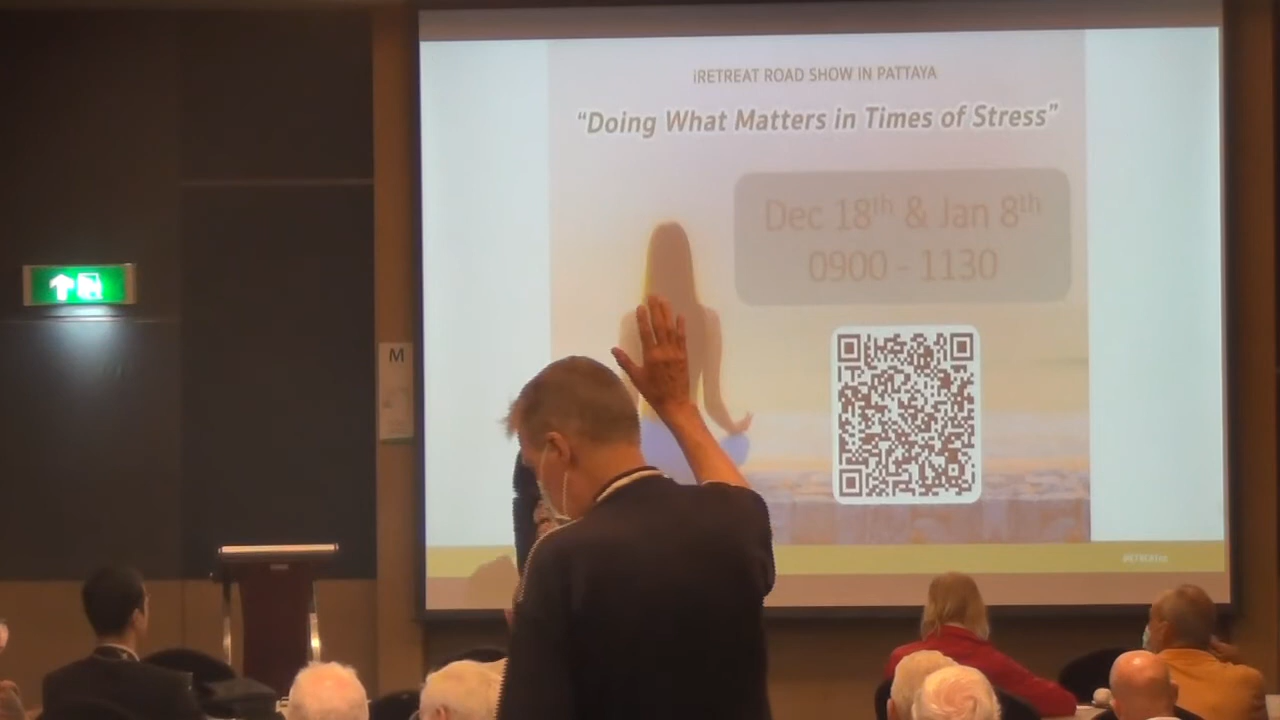 iRETREAT ROAD SHOW IN PATTAYA
“Doing What Matters in Times of Stress”
Dec 18th & Jan 8th
0900 - 1130
M